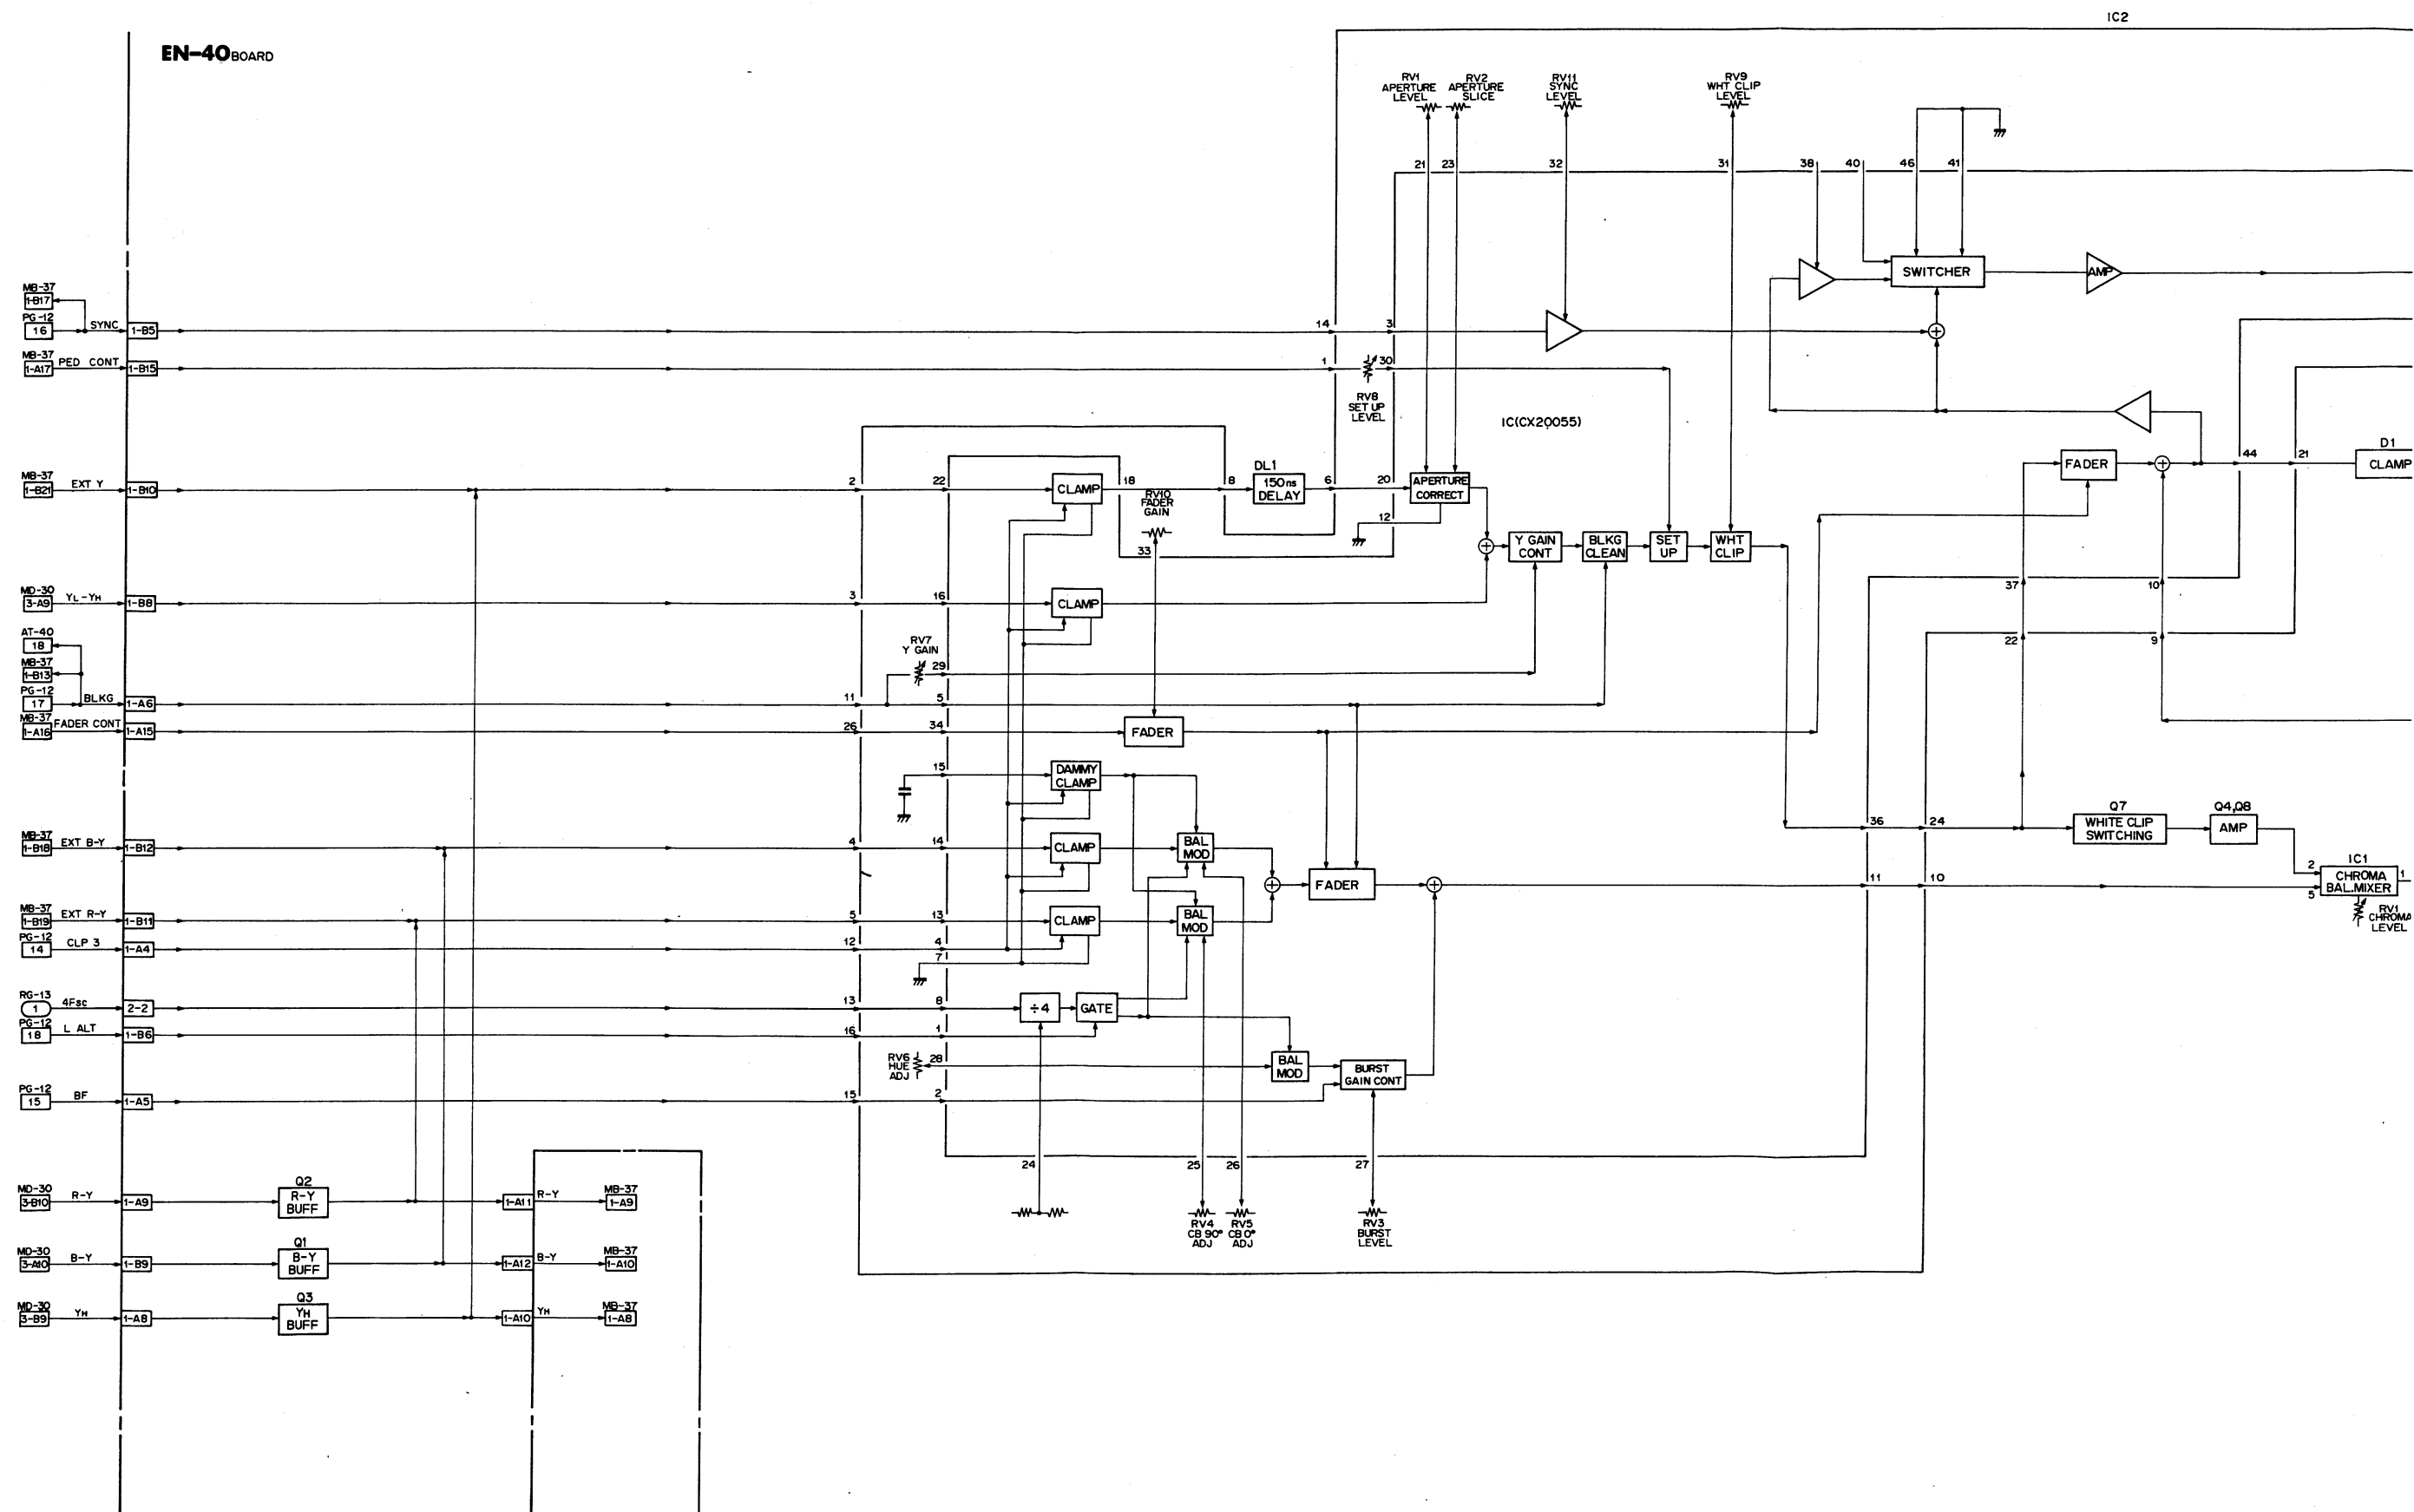 IC2
EN-40 BOARD
RV1
APERTURE
LEVEL
RV2
APERTURE
SLICE
RV11
SYNC
LEVEL
RV9
WHT CLIP
LEVEL
21
23
32
31
38
40
46
41
SWITCHER
AMP
MB-37
1-B17
PG-12
16
SYNC
1-B5
14
3
MB-37
1-A17
PED CONT
1-B15
1
30
RV8
SET UP
LEVEL
IC(CX20055)
MB-37
1-B21
EXT Y
1-B10
2
22
CLAMP
18
8
DL1
150ns
DELAY
6
20
APERTURE
CORRECT
12
RV10
FADER
GAIN
33
Y GAIN
CONT
BLKG
CLEAN
SET
UP
WHT
CLIP
FADER
44
21
D1
CLAMP
37
10
22
9
MD-30
3-A9
YL-YH
1-B8
3
16
CLAMP
AT-40
18
MB-37
1-B13
PG-12
17
BLKG
1-A6
11
5
RV7
Y GAIN
29
MB-37
1-A16
FADER CONT
1-A15
26
34
FADER
15
DAMMY
CLAMP
MB-37
1-B18
EXT B-Y
1-B12
4
14
CLAMP
BAL
MOD
36
24
Q7
WHITE CLIP
SWITCHING
Q4,Q8
AMP
FADER
11
10
2
5
IC1
CHROMA
BAL.MIXER
1
RV1
CHROMA
LEVEL
MB-37
1-B19
EXT R-Y
1-B11
5
13
CLAMP
BAL
MOD
PG-12
14
CLP 3
1-A4
12
4
7
RG-13
1
4Fsc
2-2
13
8
÷4
GATE
PG-12
18
L ALT
1-B6
16
1
RV6
HUE
ADJ
28
BAL
MOD
BURST
GAIN CONT
PG-12
15
BF
1-A5
15
2
24
25
26
27
RV4
CB 90°
ADJ
RV5
CB 0°
ADJ
RV3
BURST
LEVEL
MD-30
3-B10
R-Y
1-A9
Q2
R-Y
BUFF
1-A11
R-Y
MB-37
1-A9
MD-30
3-A10
B-Y
1-B9
Q1
B-Y
BUFF
1-A12
B-Y
MB-37
1-A10
MD-30
3-B9
YH
1-A8
Q3
YH
BUFF
1-A10
YH
MB-37
1-A8